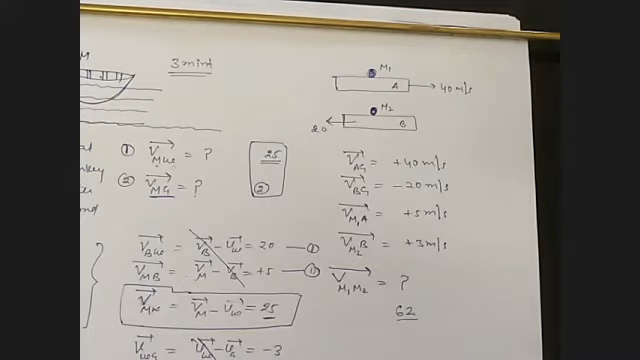 M
3 mint
① V_MW = ?
② V_MG = ?
25
②
V_BW = V_B - V_W = 20 — ①
V_MB = V_M - V_B = +5 — ①
V_MW = V_M - V_W = 25
V_WG = V_W - V_G = -3
M1
A → 40 m/s
M2
20 ← B
V_AG = +40 m/s
V_BG = -20 m/s
V_M1A = +5 m/s
V_M2B = +3 m/s
V_M1M2 = ?
62